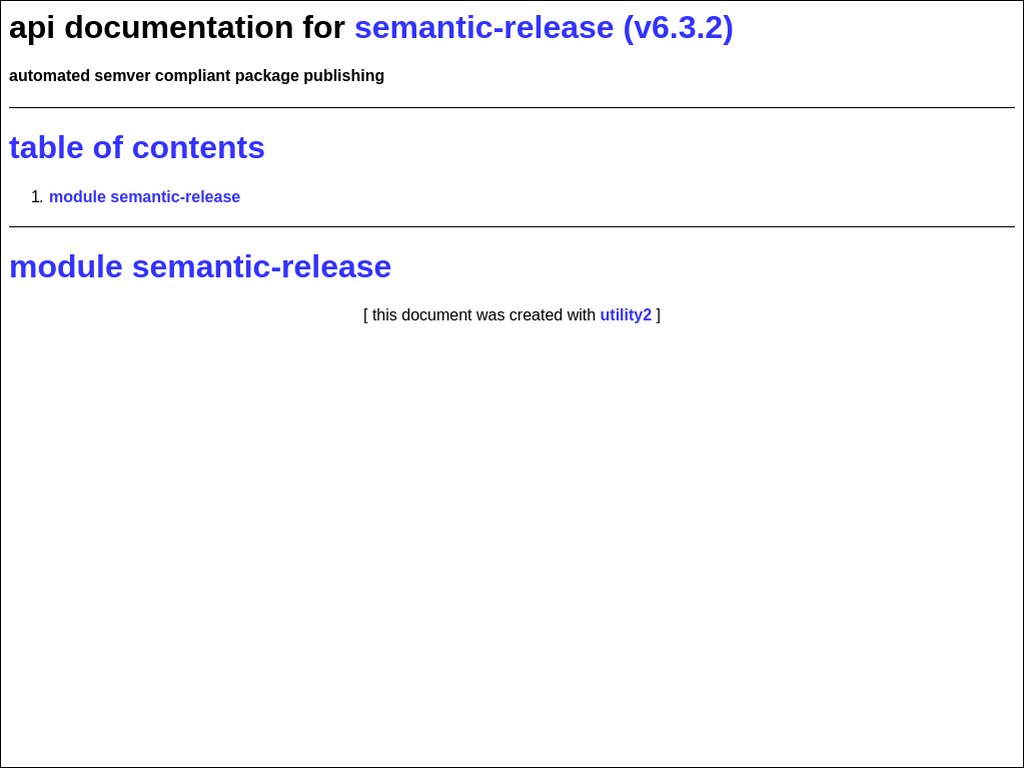 api documentation for semantic-release (v6.3.2)
automated semver compliant package publishing
table of contents
1. module semantic-release
module semantic-release
[ this document was created with utility2 ]